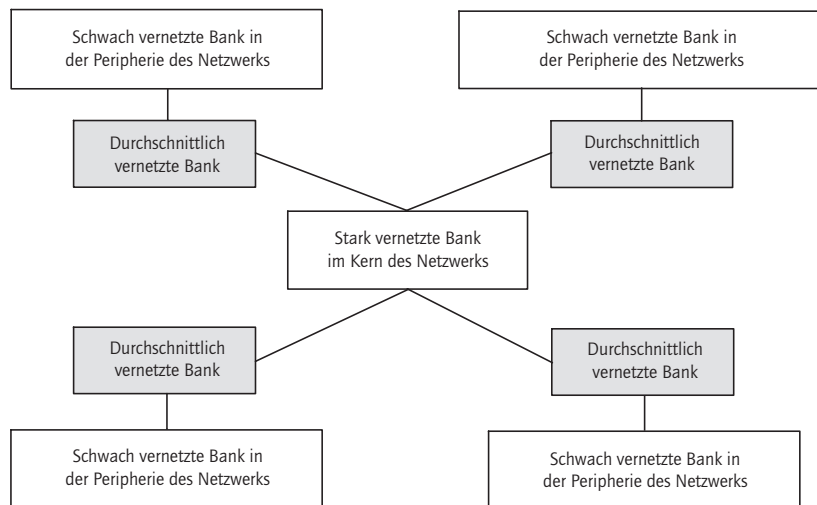 Schwach vernetzte Bank in
der Peripherie des Netzwerks
Schwach vernetzte Bank in
der Peripherie des Netzwerks
Durchschnittlich
vernetzte Bank
Durchschnittlich
vernetzte Bank
Stark vernetzte Bank
im Kern des Netzwerks
Durchschnittlich
vernetzte Bank
Durchschnittlich
vernetzte Bank
Schwach vernetzte Bank in
der Peripherie des Netzwerks
Schwach vernetzte Bank in
der Peripherie des Netzwerks